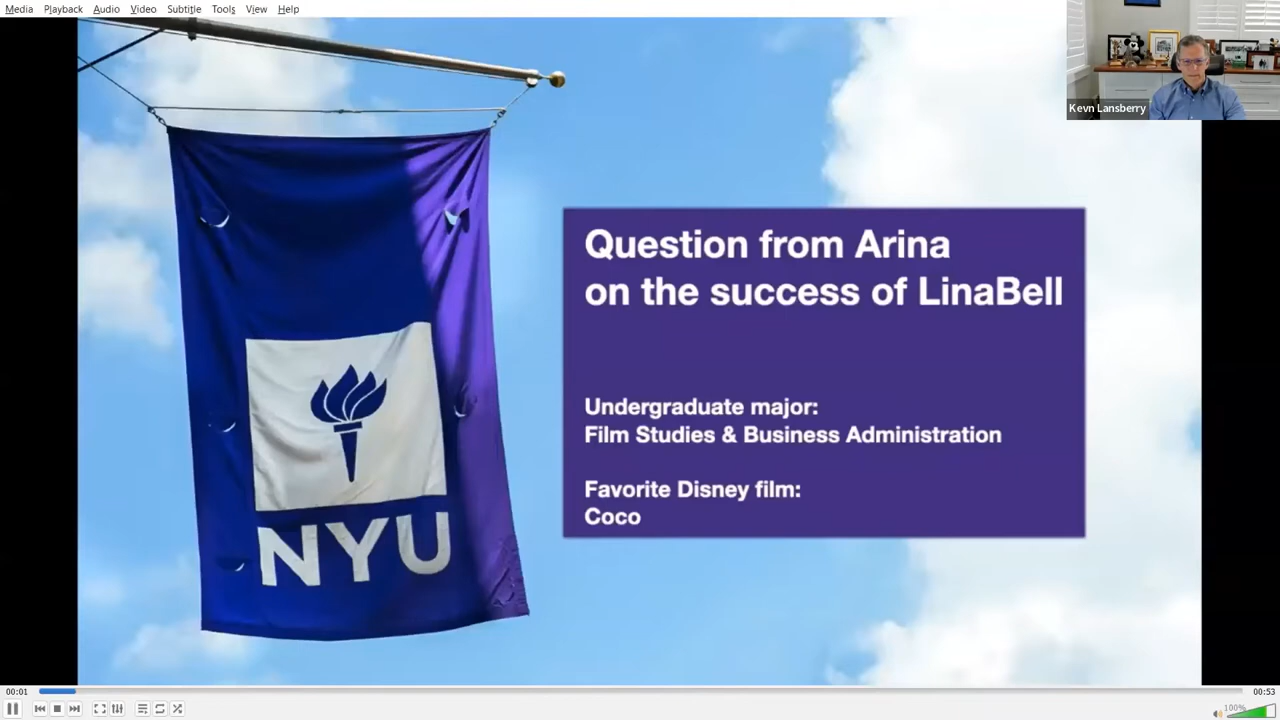 Media Playback Audio Video Subtitle Tools View Help
Kevn Lansberry
Question from Arina
on the success of LinaBell
Undergraduate major:
Film Studies & Business Administration
Favorite Disney film:
Coco
NYU
00:01
00:53
100%